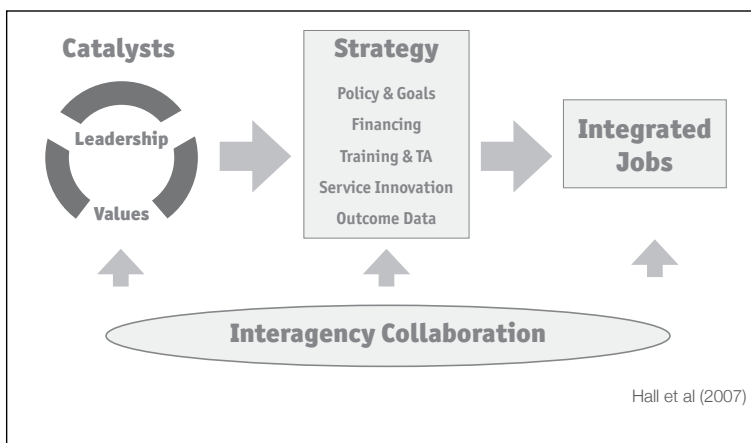 Catalysts
Leadership
Values
Strategy
Policy & Goals
Financing
Training & TA
Service Innovation
Outcome Data
Integrated
Jobs
Interagency Collaboration
Hall et al (2007)